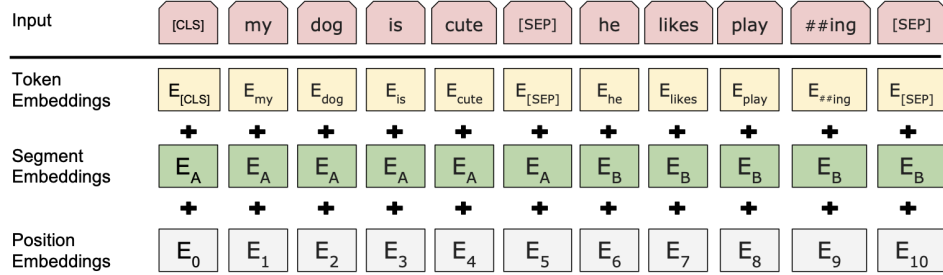 Input [CLS] my dog is cute [SEP] he likes play ##ing [SEP]
Token Embeddings E[CLS] Emy Edog Eis Ecute E[SEP] Ehe Elikes Eplay E##ing E[SEP]
+ + + + + + + + + + +
Segment Embeddings EA EA EA EA EA EA EB EB EB EB EB
+ + + + + + + + + + +
Position Embeddings E0 E1 E2 E3 E4 E5 E6 E7 E8 E9 E10